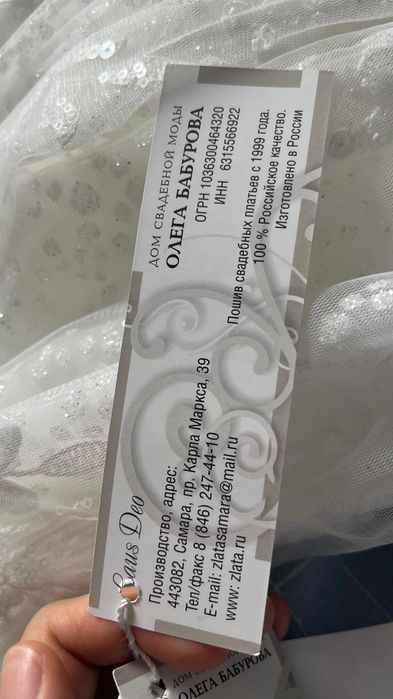 ДОМ СВАДЕБНОЙ МОДЫ
ОЛЕГА БАБУРОВА
ОГРН 1036300464320
ИНН 6315566922
Пошив свадебных платьев с 1999 года.
100 % Российское качество.
Изготовлено в России
Laus Deo
Производство, адрес:
443082, Самара, пр. Карла Маркса, 39
Тел/факс 8 (846) 247-44-10
E-mail: zlatasamara@mail.ru
www: zlata.ru
ДОМ СВАДЕБНОЙ
ОЛЕГА БАБУРОВА